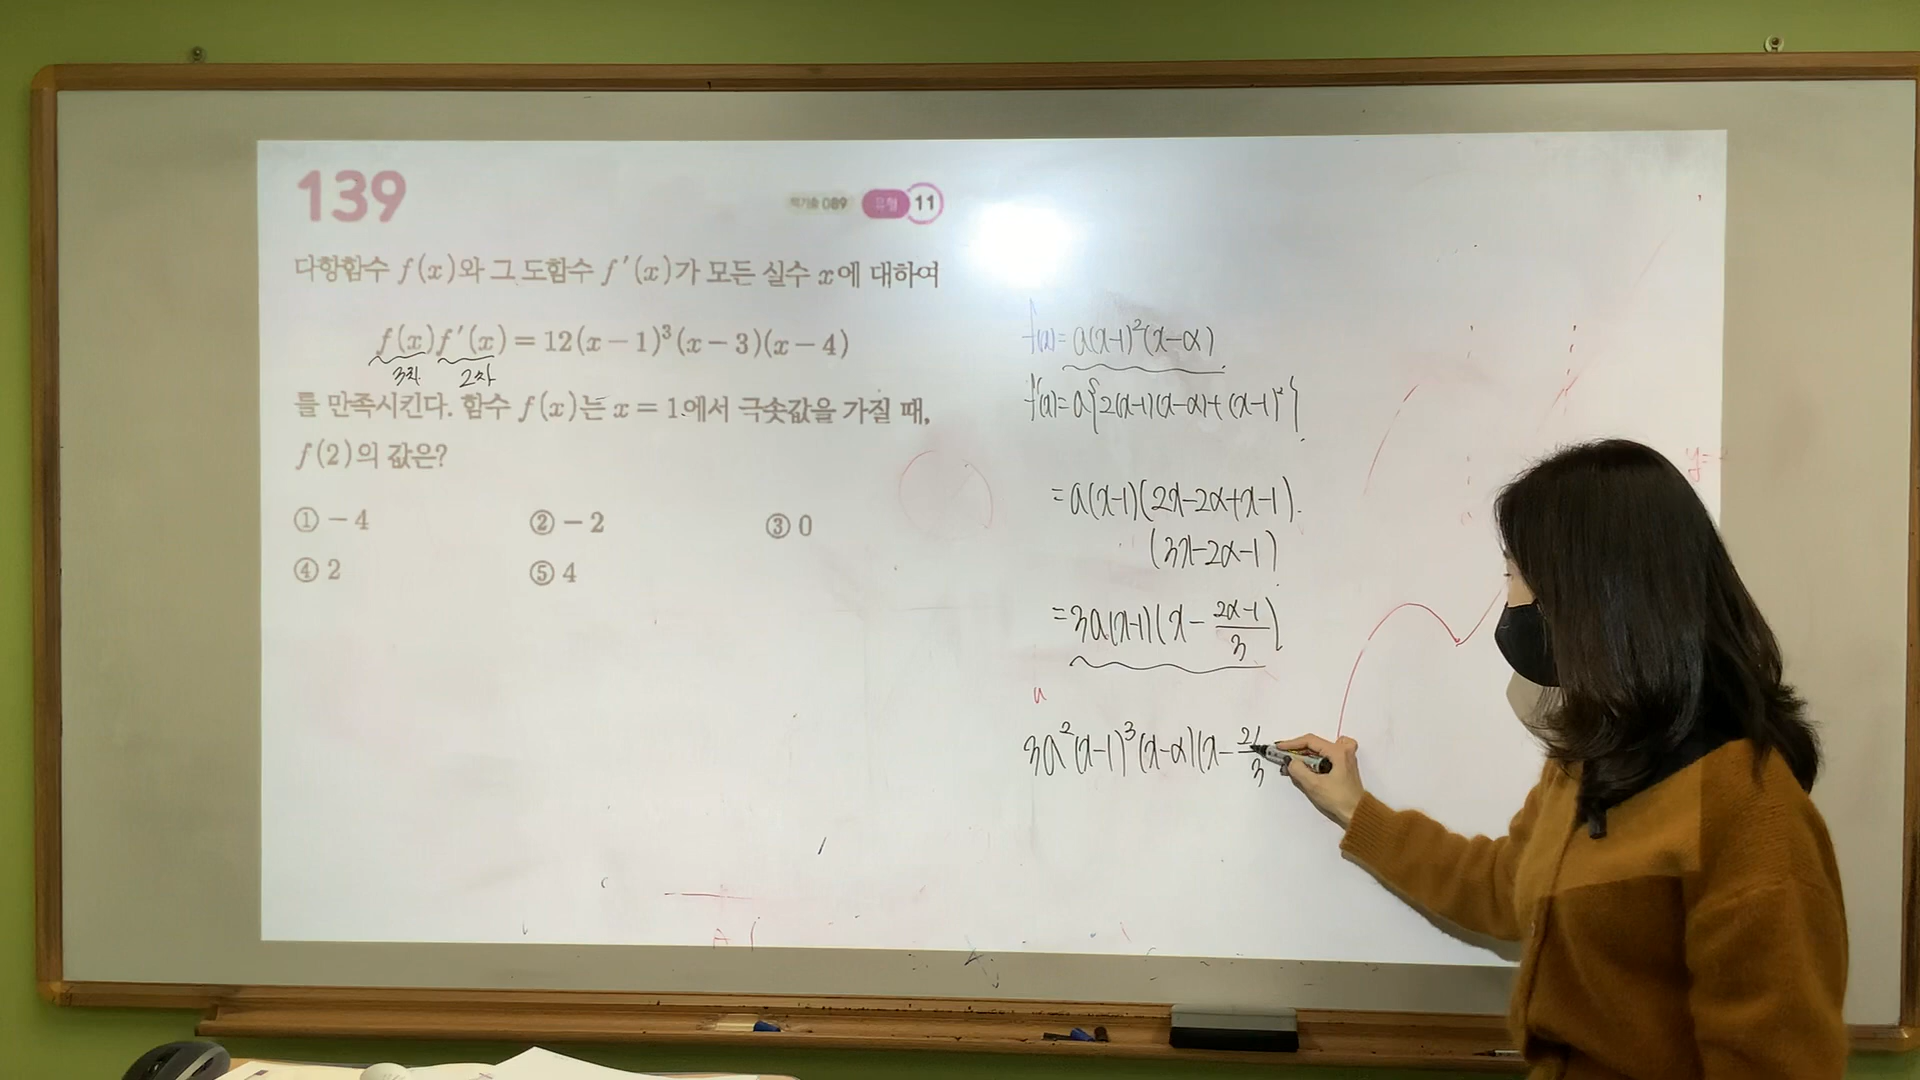 139
해기출 089 유형 11
다항함수 f(x)와 그 도함수 f'(x)가 모든 실수 x에 대하여
f(x)f'(x)=12(x-1)³(x-3)(x-4)
3차 2차
를 만족시킨다. 함수 f(x)는 x=1에서 극솟값을 가질 때,
f(2)의 값은?
① -4 ② -2 ③ 0
④ 2 ⑤ 4
f(x)=a(x-1)²(x-α)
f'(x)=a{2(x-1)(x-α)+(x-1)²}
=a(x-1)(2x-2α+x-1).
(3x-2α-1)
=3a(x-1)(x-\frac{2α-1}{3})
a
3a²(x-1)³(x-α)(x-\frac{2}{3}
y=